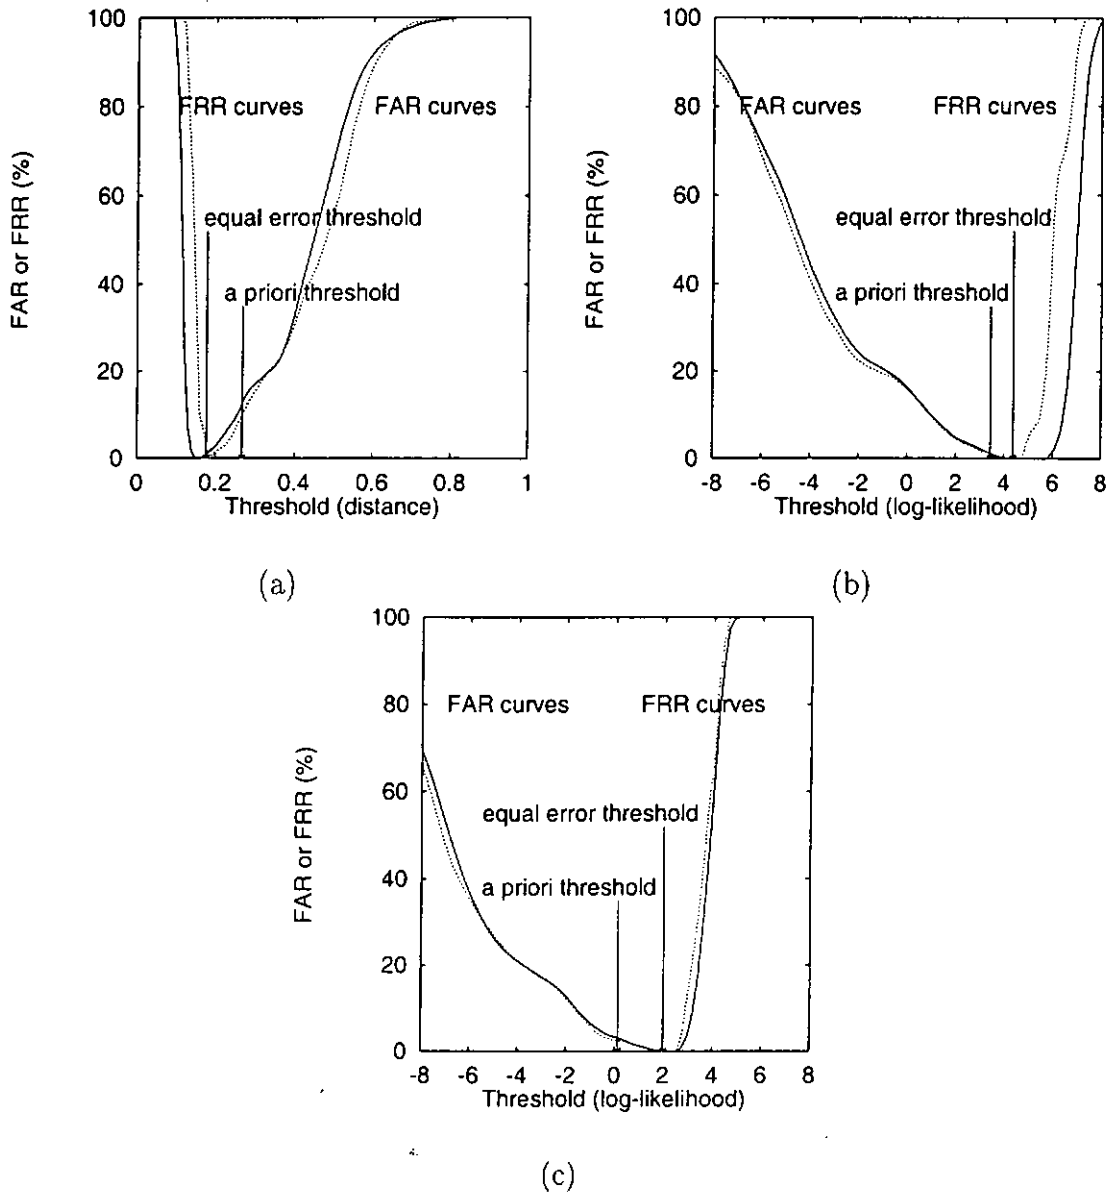 100
80
60
40
20
0
FAR or FRR (%)
FRR curves
FAR curves
equal error threshold
a priori threshold
0 0.2 0.4 0.6 0.8 1
Threshold (distance)
(a)
100
80
60
40
20
0
FAR or FRR (%)
FAR curves
FRR curves
equal error threshold
a priori threshold
-8 -6 -4 -2 0 2 4 6 8
Threshold (log-likelihood)
(b)
100
80
60
40
20
0
FAR or FRR (%)
FAR curves
FRR curves
equal error threshold
a priori threshold
-8 -6 -4 -2 0 2 4 6 8
Threshold (log-likelihood)
(c)